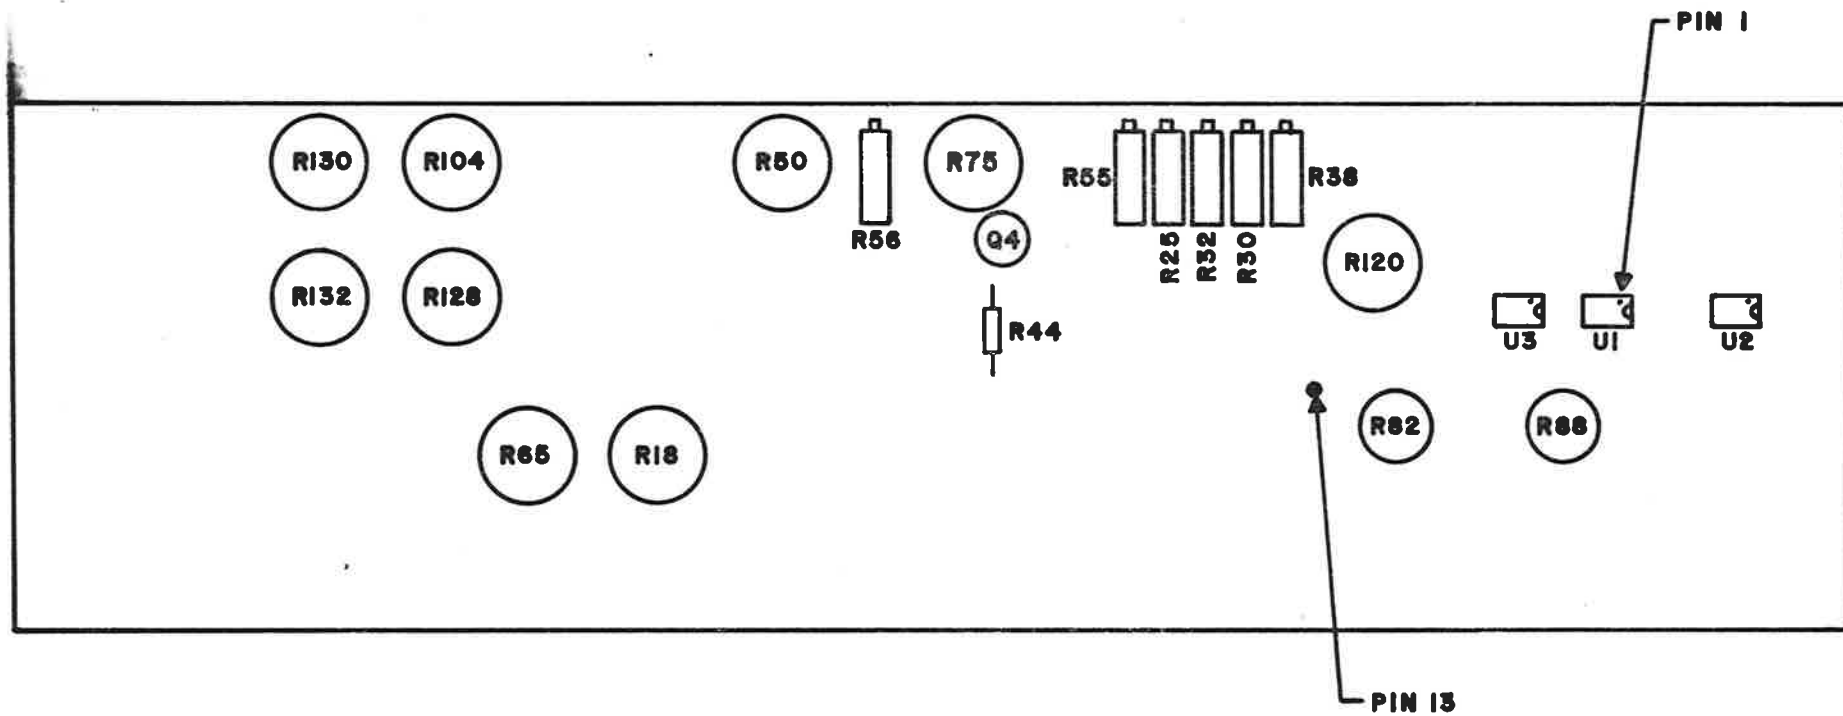 PIN 1
R130 R104 R50 R75
R55 R38
R56 Q4
R25 R32 R30
R120
R132 R128
R44
U3 U1 U2
R82 R88
R65 R18
PIN 13